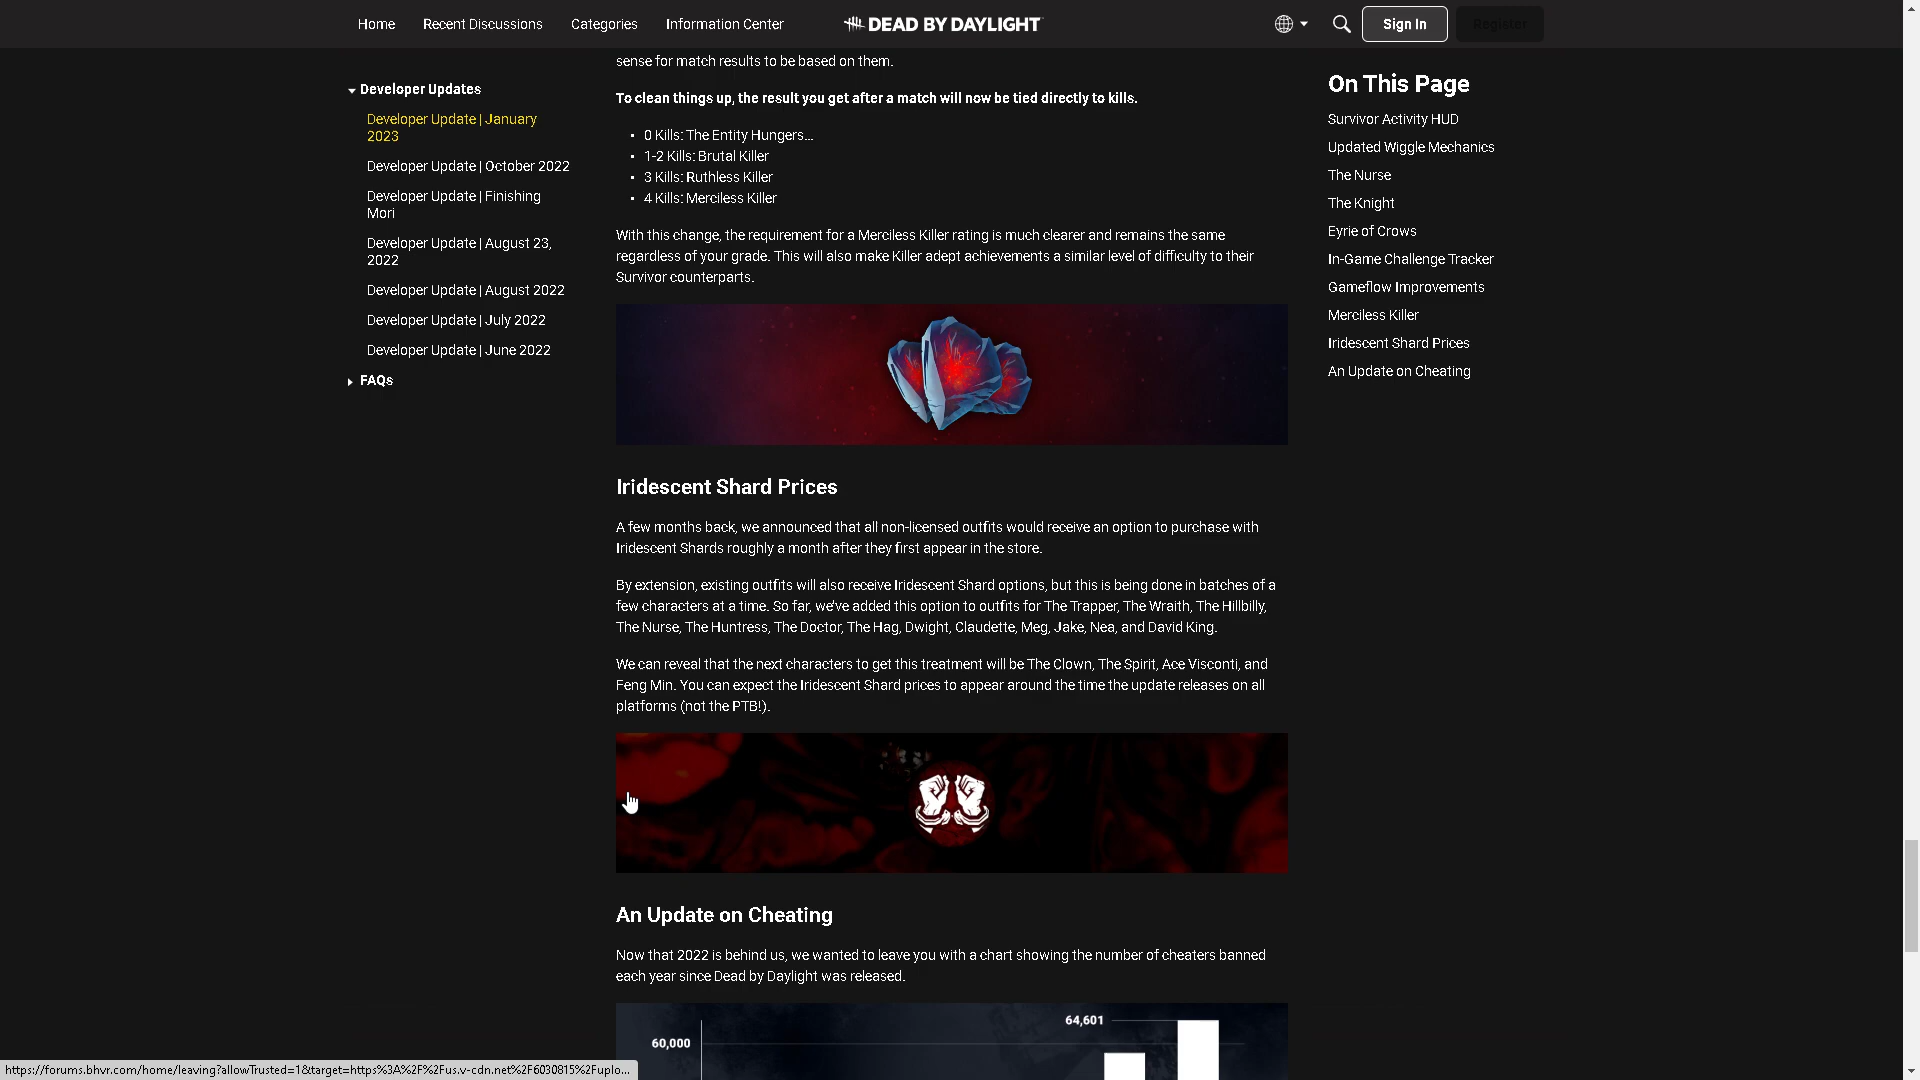 Home Recent Discussions Categories Information Center DEAD BY DAYLIGHT Sign In Register
sense for match results to be based on them.
To clean things up, the result you get after a match will now be tied directly to kills.
• 0 Kills: The Entity Hungers...
• 1-2 Kills: Brutal Killer
• 3 Kills: Ruthless Killer
• 4 Kills: Merciless Killer
With this change, the requirement for a Merciless Killer rating is much clearer and remains the same
regardless of your grade. This will also make Killer adept achievements a similar level of difficulty to their
Survivor counterparts.
Iridescent Shard Prices
A few months back, we announced that all non-licensed outfits would receive an option to purchase with
Iridescent Shards roughly a month after they first appear in the store.
By extension, existing outfits will also receive Iridescent Shard options, but this is being done in batches of a
few characters at a time. So far, we've added this option to outfits for The Trapper, The Wraith, The Hillbilly,
The Nurse, The Huntress, The Doctor, The Hag, Dwight, Claudette, Meg, Jake, Nea, and David King.
We can reveal that the next characters to get this treatment will be The Clown, The Spirit, Ace Visconti, and
Feng Min. You can expect the Iridescent Shard prices to appear around the time the update releases on all
platforms (not the PTB!).
An Update on Cheating
Now that 2022 is behind us, we wanted to leave you with a chart showing the number of cheaters banned
each year since Dead by Daylight was released.
64,601
60,000
Developer Updates
Developer Update | January
2023
Developer Update | October 2022
Developer Update | Finishing
Mori
Developer Update | August 23,
2022
Developer Update | August 2022
Developer Update | July 2022
Developer Update | June 2022
FAQs
On This Page
Survivor Activity HUD
Updated Wiggle Mechanics
The Nurse
The Knight
Eyrie of Crows
In-Game Challenge Tracker
Gameflow Improvements
Merciless Killer
Iridescent Shard Prices
An Update on Cheating
https://forums.bhvr.com/home/leaving?allowTrusted=1&target=https%3A%2F%2Fus.v-cdn.net%2F6030815%2Fuplo...